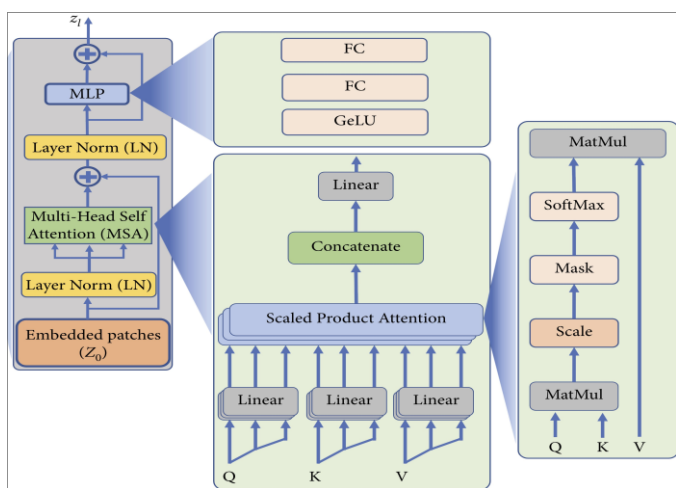 z_l
MLP
Layer Norm (LN)
Multi-Head Self
Attention (MSA)
Layer Norm (LN)
Embedded patches
(Z_0)
FC
FC
GeLU
Linear
Concatenate
Scaled Product Attention
Linear
Linear
Linear
Q
K
V
MatMul
SoftMax
Mask
Scale
MatMul
Q
K
V